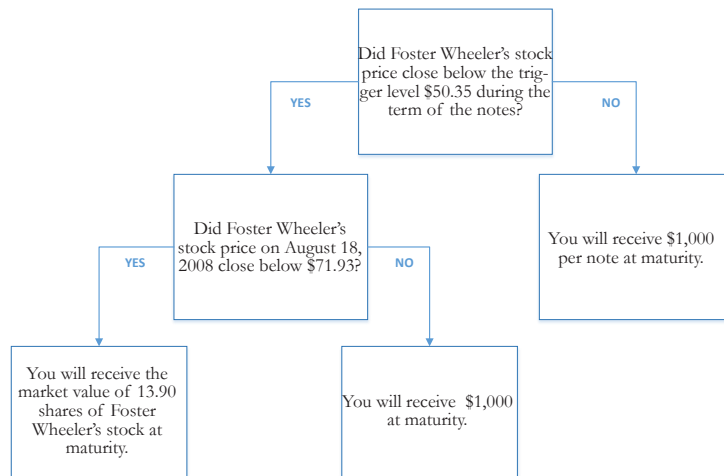 Did Foster Wheeler's stock
price close below the trig-
ger level $50.35 during the
term of the notes?
YES
NO
Did Foster Wheeler's
stock price on August 18,
2008 close below $71.93?
You will receive $1,000
per note at maturity.
YES
NO
You will receive the
market value of 13.90
shares of Foster
Wheeler's stock at
maturity.
You will receive $1,000
at maturity.